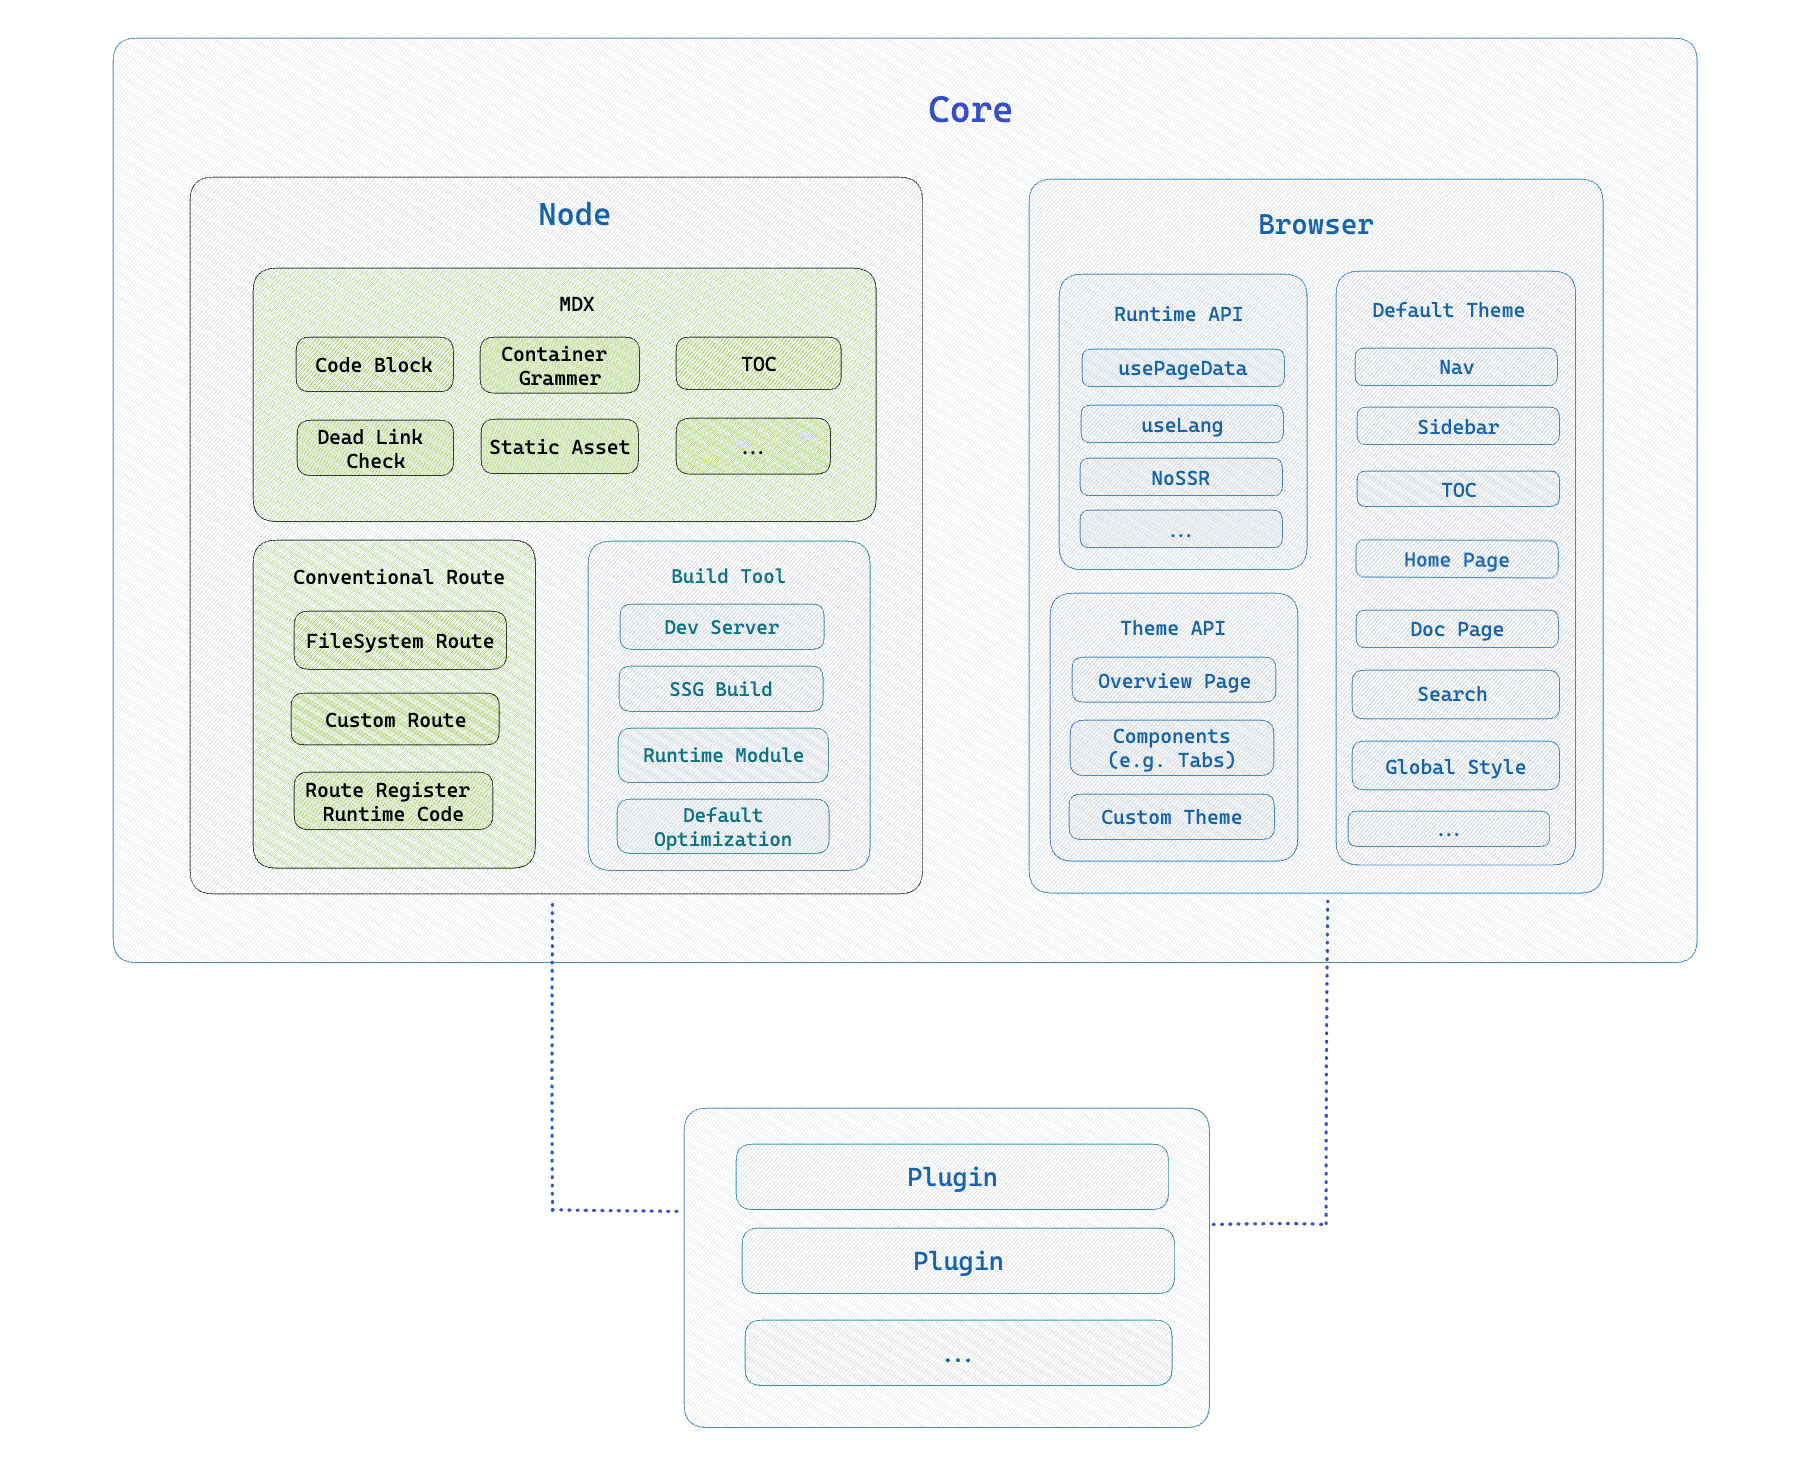 Core
Node
MDX
Code Block
Container
Grammer
TOC
Dead Link
Check
Static Asset
...
Conventional Route
FileSystem Route
Custom Route
Route Register
Runtime Code
Build Tool
Dev Server
SSG Build
Runtime Module
Default
Optimization
Browser
Runtime API
usePageData
useLang
NoSSR
...
Theme API
Overview Page
Components
(e.g. Tabs)
Custom Theme
Default Theme
Nav
Sidebar
TOC
Home Page
Doc Page
Search
Global Style
...
Plugin
Plugin
...